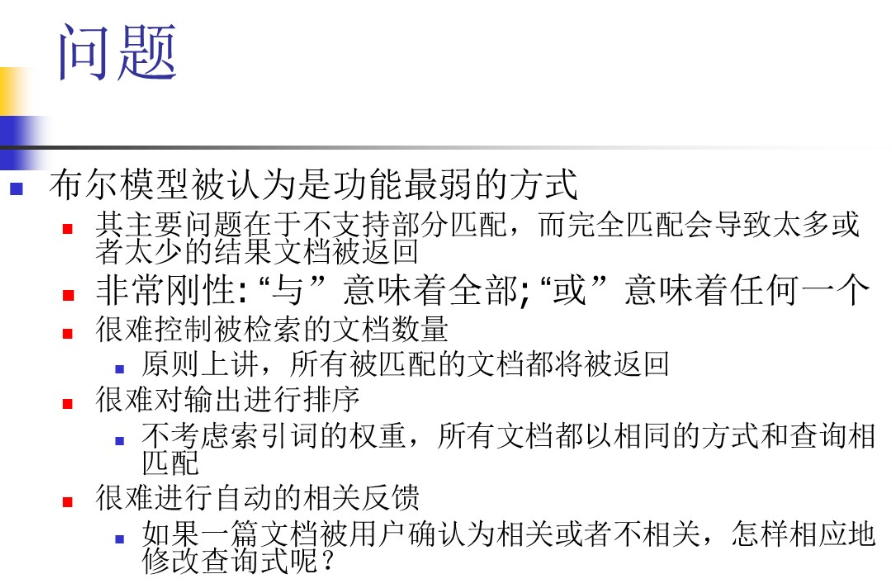 问题
布尔模型被认为是功能最弱的方式
其主要问题在于不支持部分匹配，而完全匹配会导致太多或
者太少的结果文档被返回
非常刚性: “与”意味着全部; “或”意味着任何一个
很难控制被检索的文档数量
原则上讲，所有被匹配的文档都将被返回
很难对输出进行排序
不考虑索引词的权重，所有文档都以相同的方式和查询相
匹配
很难进行自动的相关反馈
如果一篇文档被用户确认为相关或者不相关，怎样相应地
修改查询式呢？